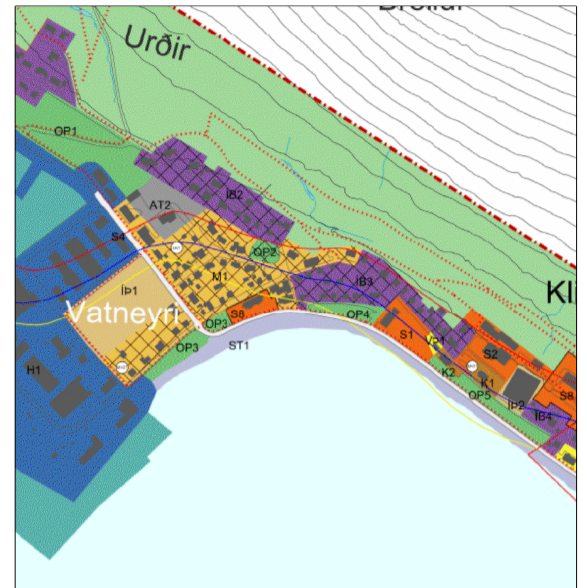 Urðir
OP1
ÍB2
AT2
S4
OP2
M1
ÍB3
ÍÞ1
Vatneyri
Kl
S8
OP4
OP3
S1
VÞ1
S2
OP3
ST1
H1
K2
K1
S8
OP5
ÍÞ2
ÍB4